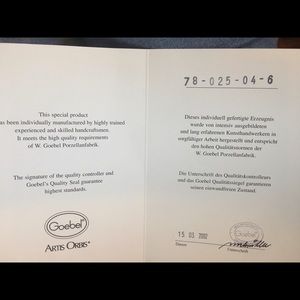 This special product
has been individually manufactured by highly trained
experienced and skilled handcraftsmen.
It meets the high quality requirements
of W. Goebel Porzellanfabrik.
The signature of the quality controller and
Goebel's Quality Seal guarantee
highest standards.
Goebel
ARTIS ORBIS
78-025-04-6
Dieses individuell gefertigte Erzeugnis
wurde von intensiv ausgebildeten
und lang erfahrenen Kunsthandwerkern in
sorgfältiger Arbeit hergestellt und entspricht
den hohen Qualitätsnormen der
W. Goebel Porzellanfabrik.
Die Unterschrift des Qualitätskontrolleurs
und das Goebel Qualitätssiegel garantieren
seinen einwandfreien Zustand.
15 03 2002
Datum
Goebel
Unterschrift